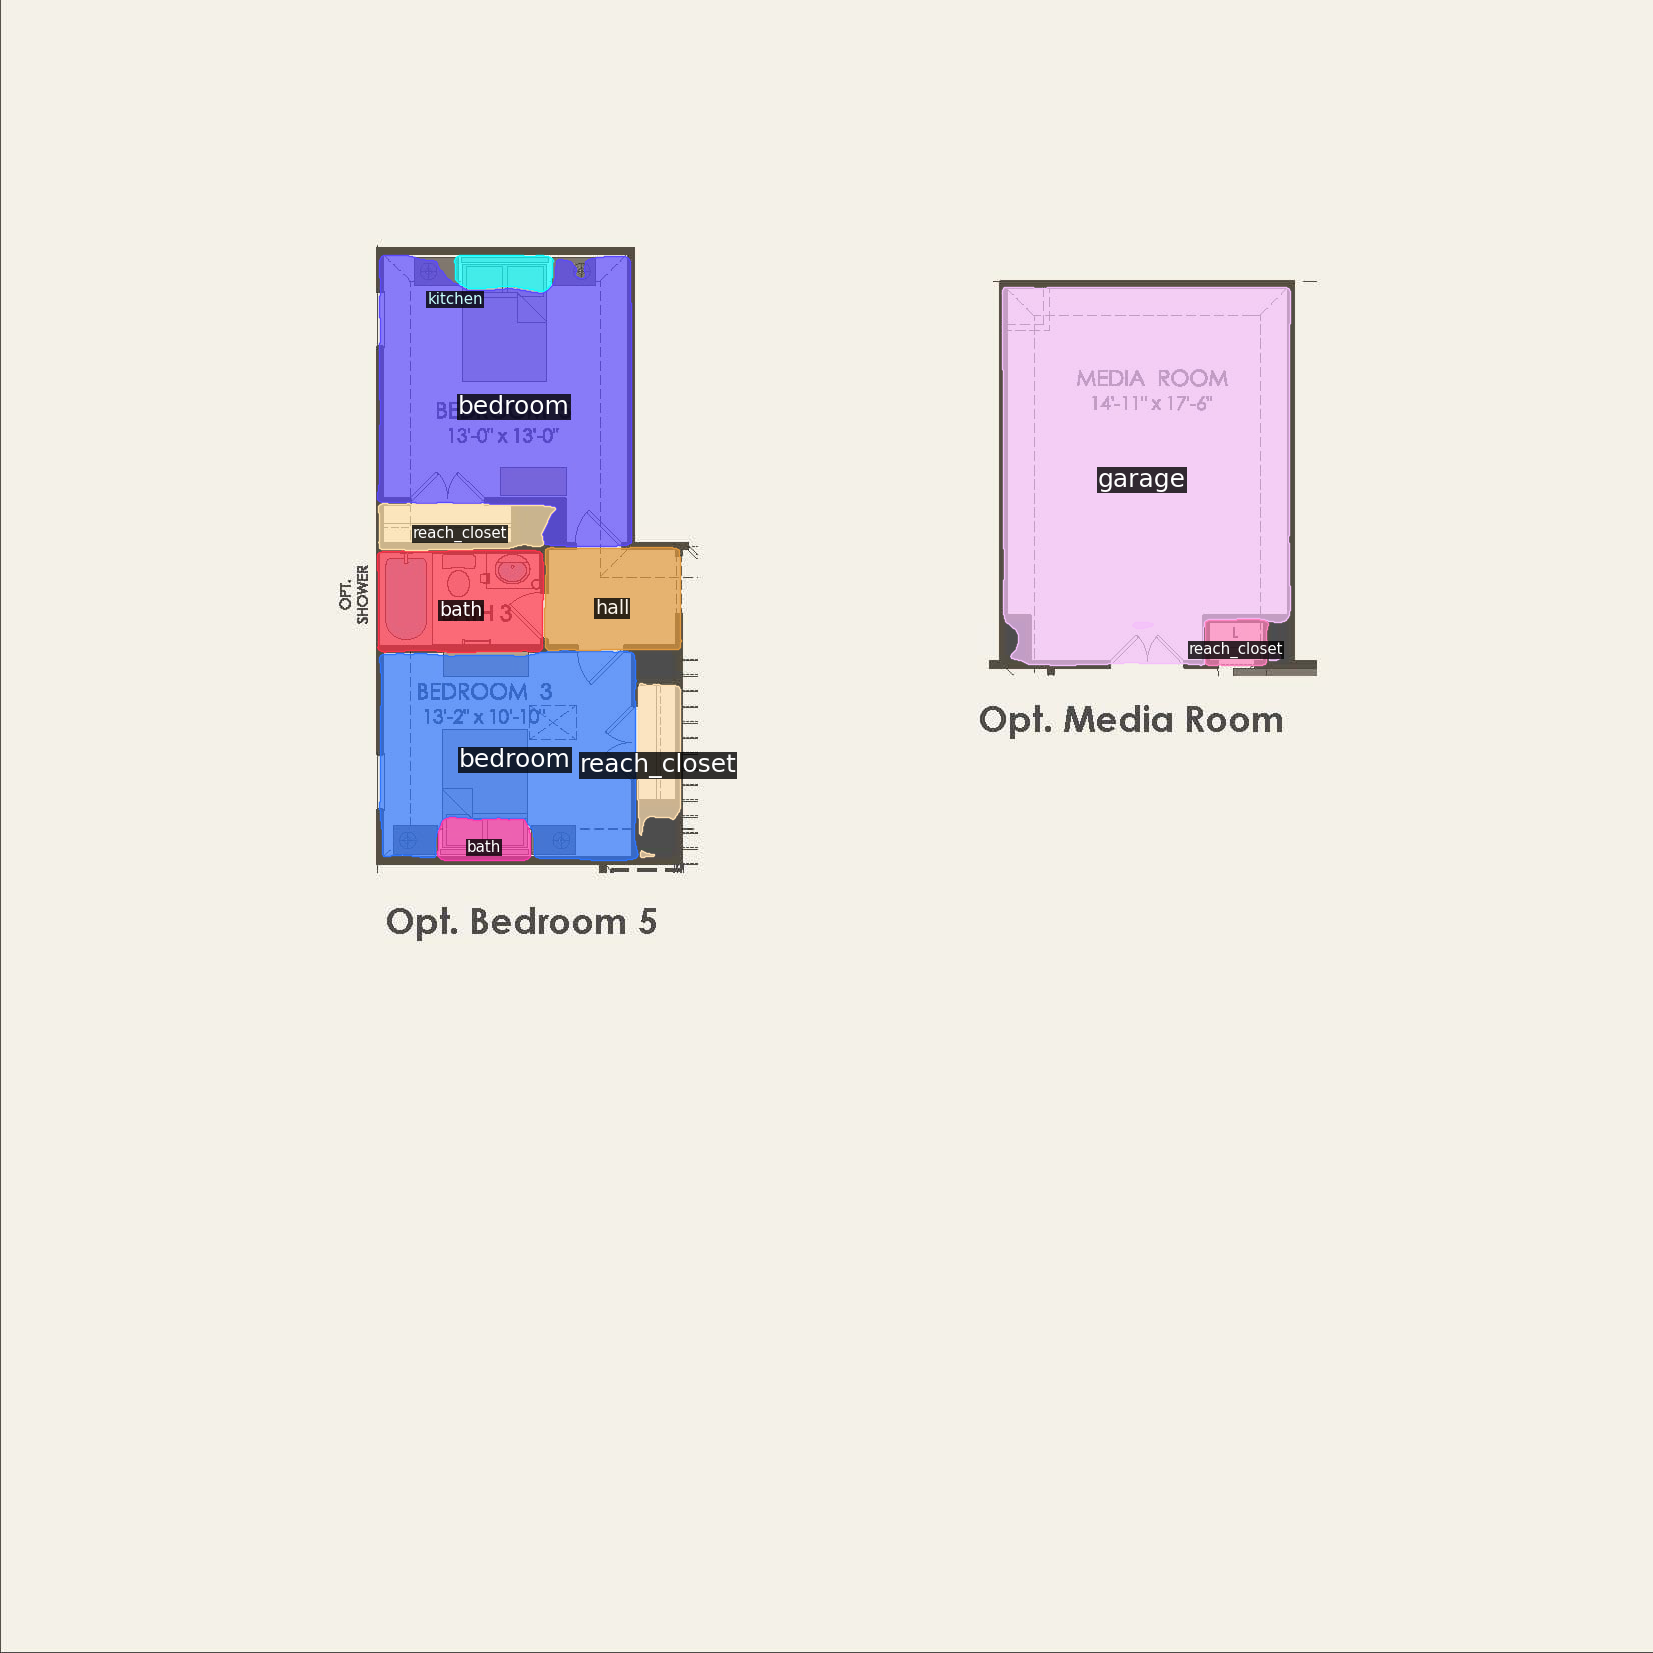 kitchen
bedroom
13'-0" x 13'-0"
reach_closet
OPT.
SHOWER
bath
3
hall
BEDROOM 3
13'-2" x 10'-10"
bedroom
reach_closet
bath
Opt. Bedroom 5
MEDIA ROOM
14'-11" x 17'-6"
garage
L
reach_closet
Opt. Media Room